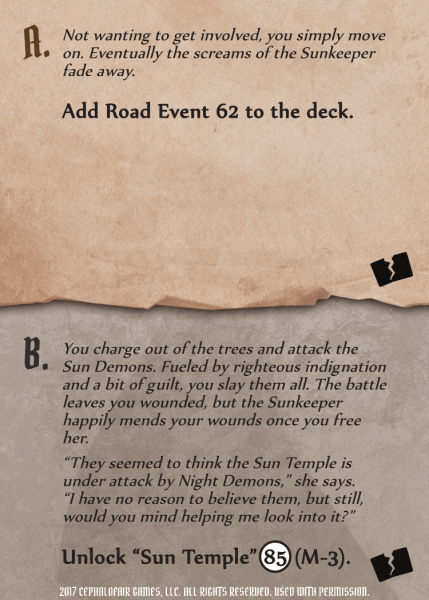 A. Not wanting to get involved, you simply move
on. Eventually the screams of the Sunkeeper
fade away.
Add Road Event 62 to the deck.
B. You charge out of the trees and attack the
Sun Demons. Fueled by righteous indignation
and a bit of guilt, you slay them all. The battle
leaves you wounded, but the Sunkeeper
happily mends your wounds once you free
her.
“They seemed to think the Sun Temple is
under attack by Night Demons,” she says.
“I have no reason to believe them, but still,
would you mind helping me look into it?”
Unlock “Sun Temple” 85 (M-3).
2017 CEPHALOFAIR GAMES, LLC. ALL RIGHTS RESERVED. USED WITH PERMISSION.